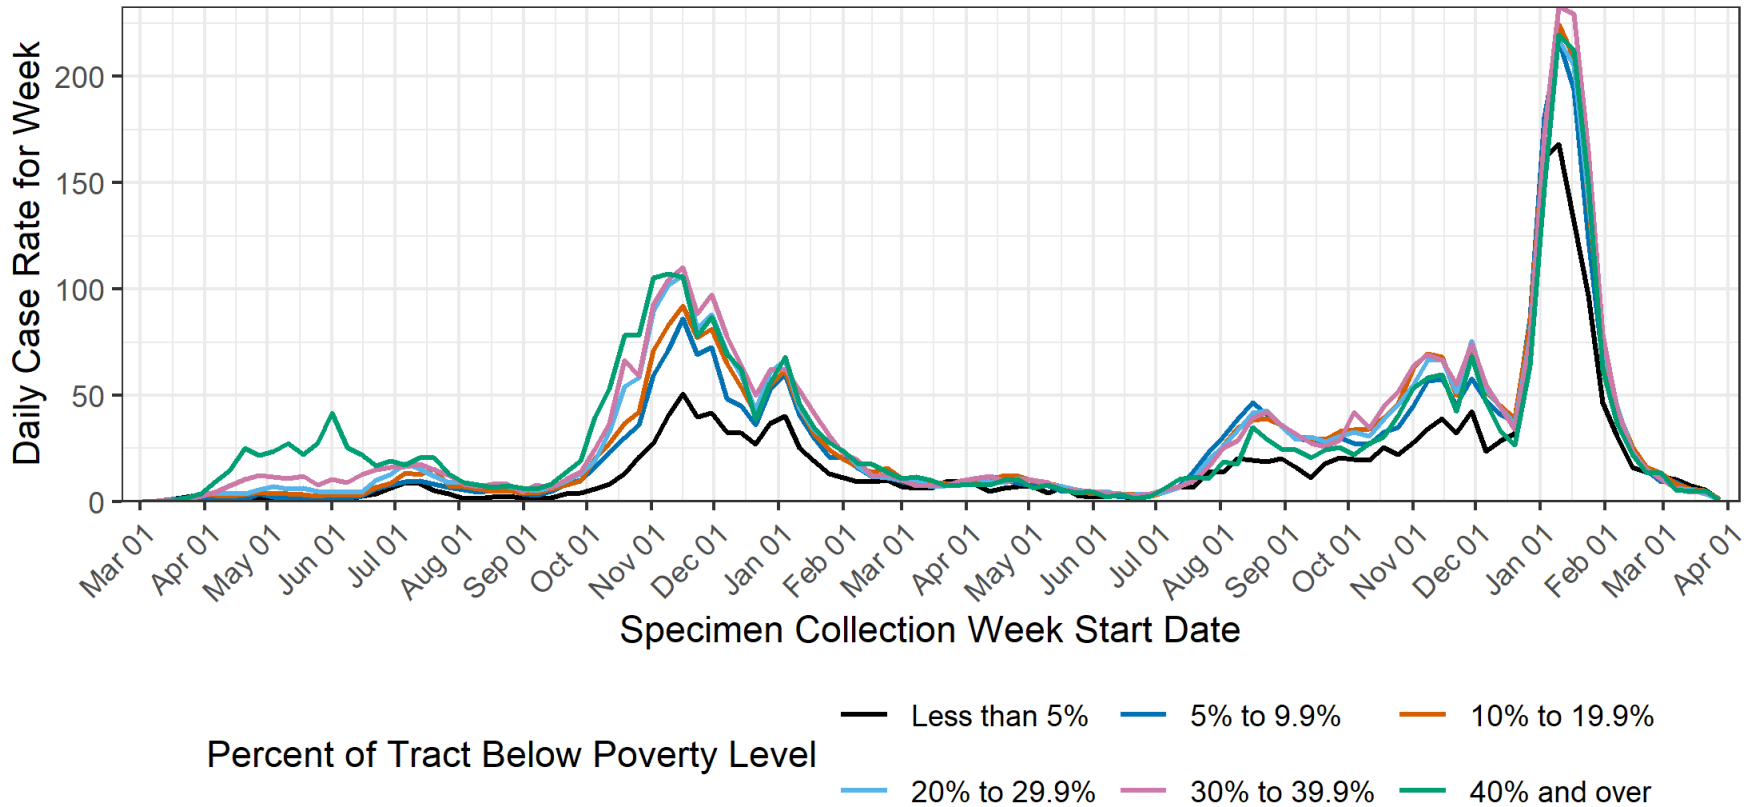 Daily Case Rate for Week
200
150
100
50
0
Mar 01
Apr 01
May 01
Jun 01
Jul 01
Aug 01
Sep 01
Oct 01
Nov 01
Dec 01
Jan 01
Feb 01
Mar 01
Apr 01
May 01
Jun 01
Jul 01
Aug 01
Sep 01
Oct 01
Nov 01
Dec 01
Jan 01
Feb 01
Mar 01
Apr 01
Specimen Collection Week Start Date
Percent of Tract Below Poverty Level
Less than 5%
5% to 9.9%
10% to 19.9%
20% to 29.9%
30% to 39.9%
40% and over